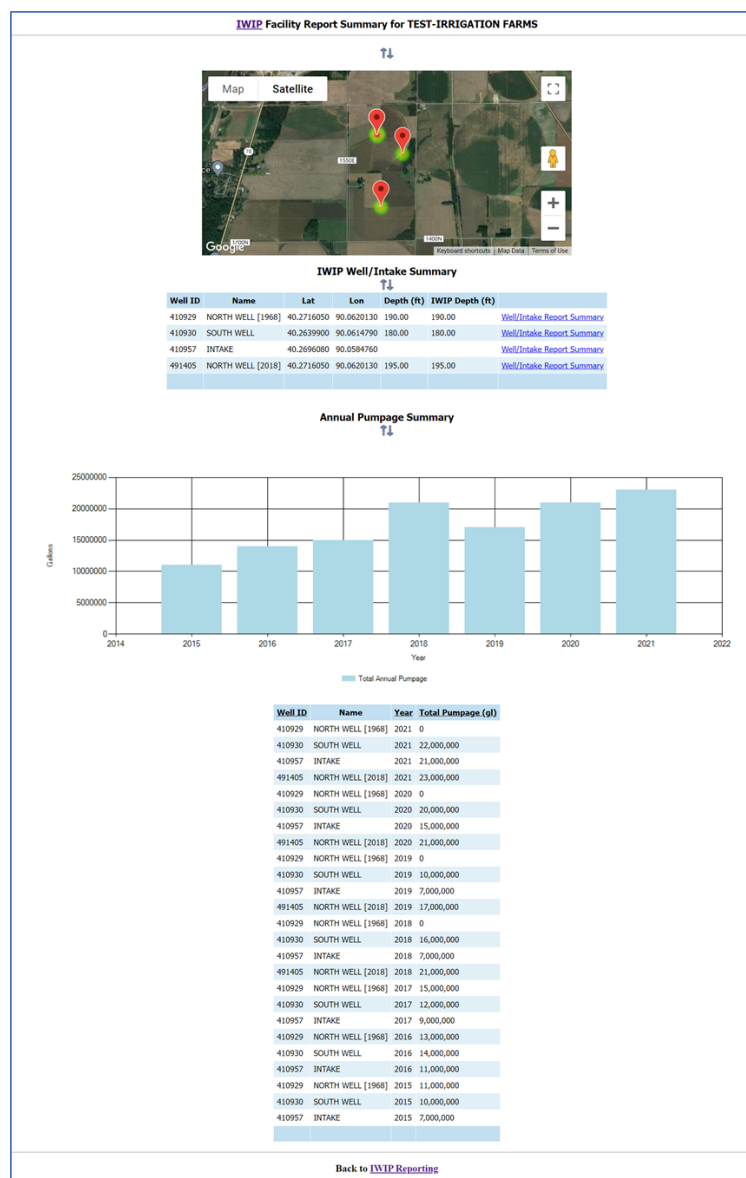 IWIP Facility Report Summary for TEST-IRRIGATION FARMS
Map Satellite
1550E
Google
1400N
Keyboard shortcuts Map Data Terms of Use
IWIP Well/Intake Summary
Well ID Name Lat Lon Depth (ft) IWIP Depth (ft)
410929 NORTH WELL [1968] 40.2716050 90.0620130 190.00 190.00 Well/Intake Report Summary
410930 SOUTH WELL 40.2639900 90.0614790 180.00 180.00 Well/Intake Report Summary
410957 INTAKE 40.2696080 90.0584760 Well/Intake Report Summary
491405 NORTH WELL [2018] 40.2716050 90.0620130 195.00 195.00 Well/Intake Report Summary
Annual Pumpage Summary
25000000
20000000
15000000
10000000
5000000
0
Gallons
2014 2015 2016 2017 2018 2019 2020 2021 2022
Year
Total Annual Pumpage
Well ID Name Year Total Pumpage (gl)
410929 NORTH WELL [1968] 2021 0
410930 SOUTH WELL 2021 22,000,000
410957 INTAKE 2021 21,000,000
491405 NORTH WELL [2018] 2021 23,000,000
410929 NORTH WELL [1968] 2020 0
410930 SOUTH WELL 2020 20,000,000
410957 INTAKE 2020 15,000,000
491405 NORTH WELL [2018] 2020 21,000,000
410929 NORTH WELL [1968] 2019 0
410930 SOUTH WELL 2019 10,000,000
410957 INTAKE 2019 7,000,000
491405 NORTH WELL [2018] 2019 17,000,000
410929 NORTH WELL [1968] 2018 0
410930 SOUTH WELL 2018 16,000,000
410957 INTAKE 2018 7,000,000
491405 NORTH WELL [2018] 2018 21,000,000
410929 NORTH WELL [1968] 2017 15,000,000
410930 SOUTH WELL 2017 12,000,000
410957 INTAKE 2017 9,000,000
410929 NORTH WELL [1968] 2016 13,000,000
410930 SOUTH WELL 2016 14,000,000
410957 INTAKE 2016 11,000,000
410929 NORTH WELL [1968] 2015 11,000,000
410930 SOUTH WELL 2015 10,000,000
410957 INTAKE 2015 7,000,000
Back to IWIP Reporting